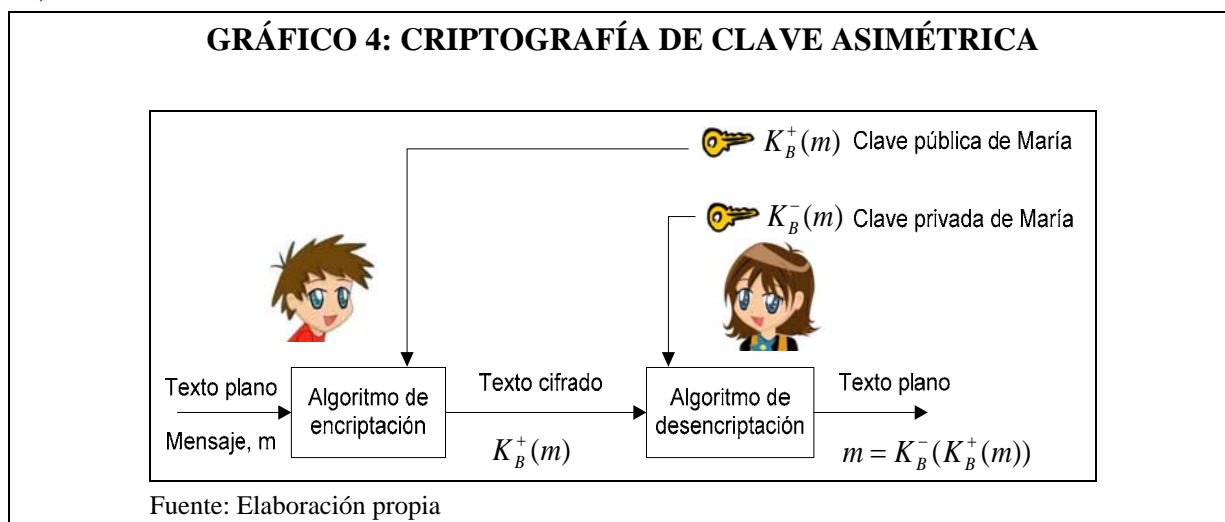 GRÁFICO 4: CRIPTOGRAFÍA DE CLAVE ASIMÉTRICA
K_B^+(m) Clave pública de María
K_B^-(m) Clave privada de María
Texto plano
Mensaje, m
Algoritmo de
encriptación
Texto cifrado
K_B^+(m)
Algoritmo de
desencriptación
Texto plano
m = K_B^-(K_B^+(m))
Fuente: Elaboración propia